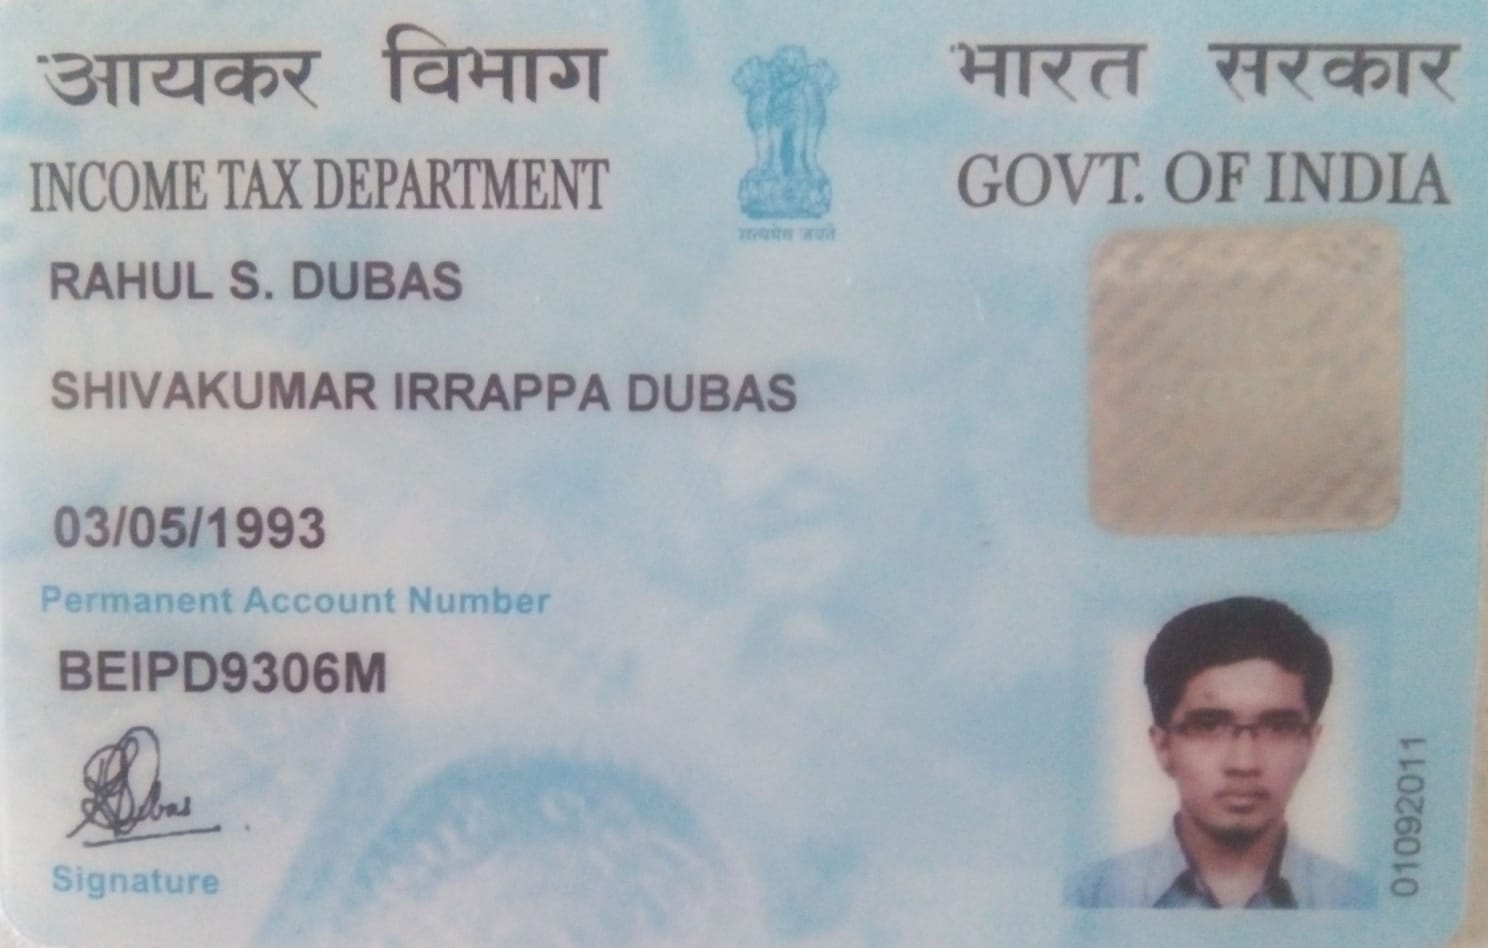 आयकर विभाग
भारत सरकार
INCOME TAX DEPARTMENT
GOVT. OF INDIA
सत्यमेव जयते
RAHUL S. DUBAS
SHIVAKUMAR IRRAPPA DUBAS
03/05/1993
Permanent Account Number
BEIPD9306M
Signature
01092011